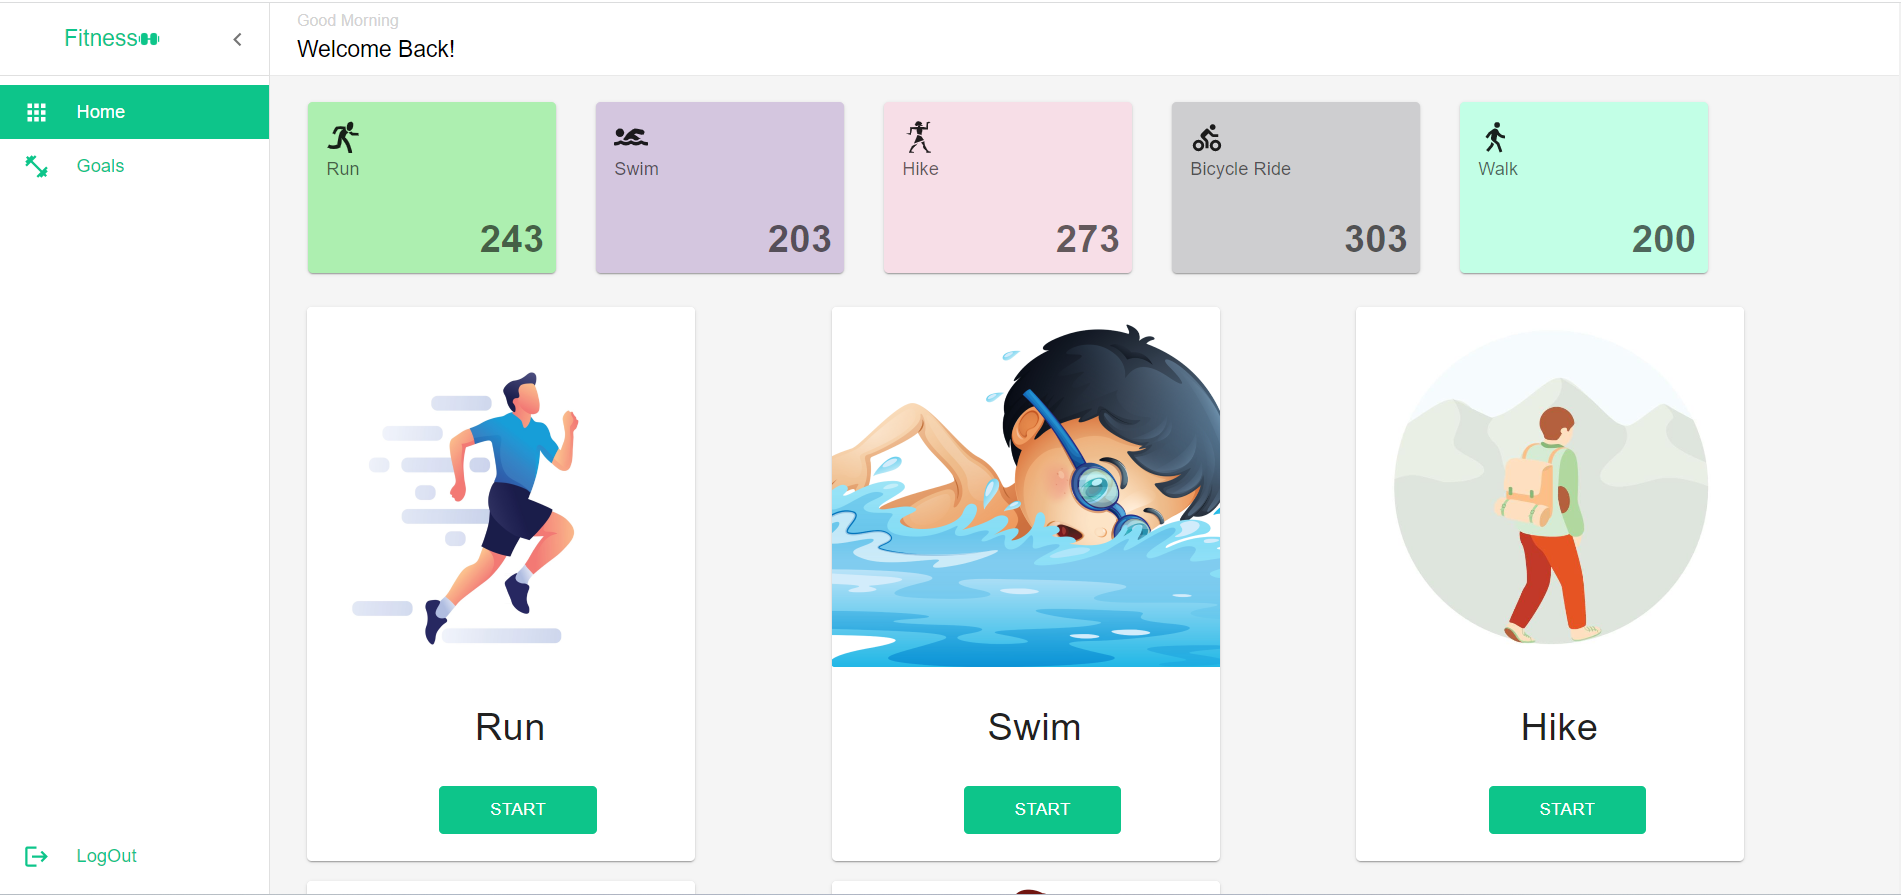 Fitness
Good Morning
Welcome Back!
Home
Goals
LogOut
Run
243
Swim
203
Hike
273
Bicycle Ride
303
Walk
200
Run
START
Swim
START
Hike
START